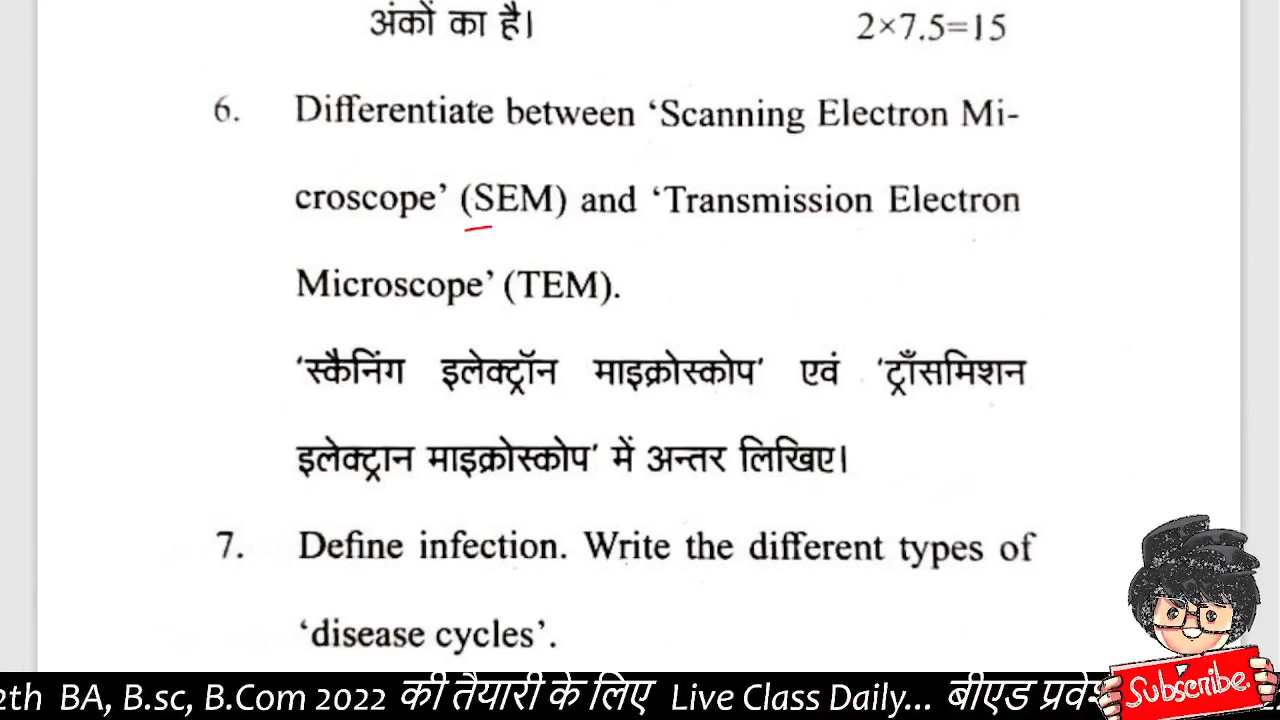 अंकों का है।
2×7.5=15
6. Differentiate between ‘Scanning Electron Mi-
croscope’ (SEM) and ‘Transmission Electron
Microscope’ (TEM).
‘स्कैनिंग इलेक्ट्रॉन माइक्रोस्कोप’ एवं ‘ट्राँसमिशन
इलेक्ट्रान माइक्रोस्कोप’ में अन्तर लिखिए।
7. Define infection. Write the different types of
‘disease cycles’.
2th BA, B.sc, B.Com 2022 की तैयारी के लिए Live Class Daily... बीएड प्रवे
Subscribe.